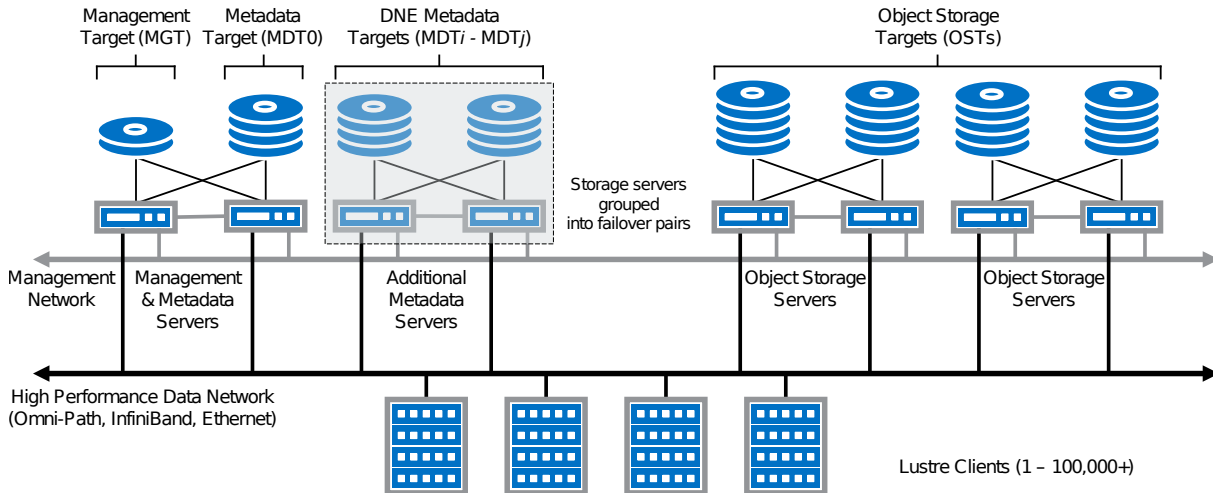 Management
Target (MGT)
Metadata
Target (MDT0)
DNE Metadata
Targets (MDTi - MDTj)
Object Storage
Targets (OSTs)
Storage servers
grouped
into failover pairs
Management
Network
Management
& Metadata
Servers
Additional
Metadata
Servers
Object Storage
Servers
Object Storage
Servers
High Performance Data Network
(Omni-Path, InfiniBand, Ethernet)
Lustre Clients (1 – 100,000+)